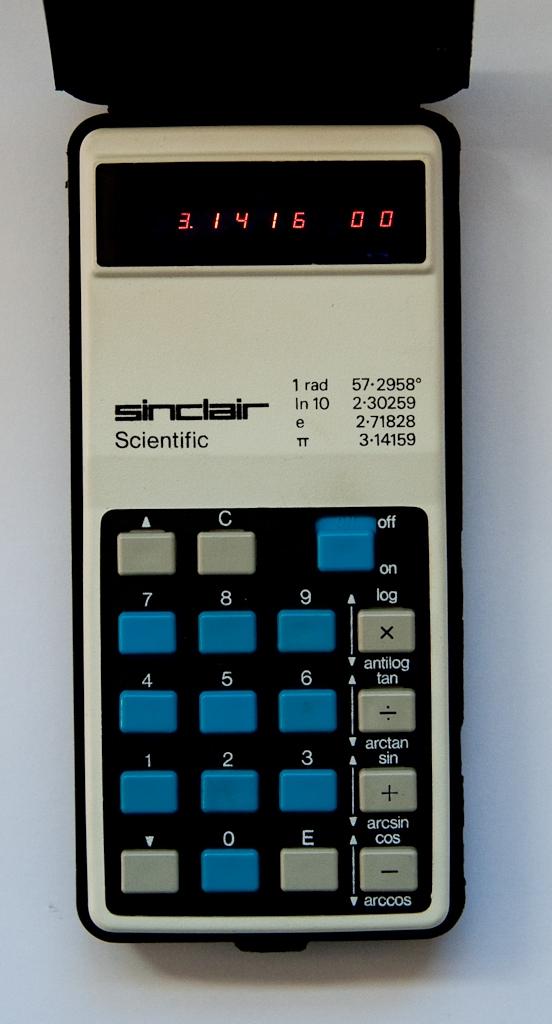 3.1416 00
1 rad 57·2958°
ln 10 2·30259
e 2·71828
π 3·14159
sinclair
Scientific
▲ C off
on
7 8 9 ▲ log
×
▼ antilog
4 5 6 ▲ tan
÷
▼ arctan
1 2 3 ▲ sin
+
▼ arcsin
▼ 0 E ▲ cos
−
▼ arccos